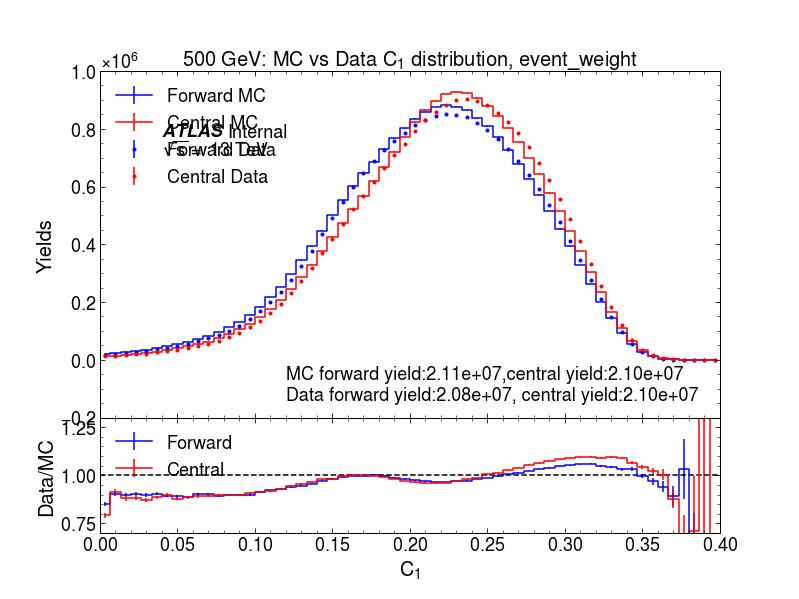 ×10⁶
500 GeV: MC vs Data C₁ distribution, event_weight
1.0
0.8
0.6
0.4
0.2
0.0
0.2
Yields
Forward MC
Central MC
ATLAS Internal
√s = 13 TeV
Forward Data
Central Data
MC forward yield:2.11e+07,central yield:2.10e+07
Data forward yield:2.08e+07, central yield:2.10e+07
1.25
1.00
0.75
Data/MC
Forward
Central
0.00 0.05 0.10 0.15 0.20 0.25 0.30 0.35 0.40
C₁